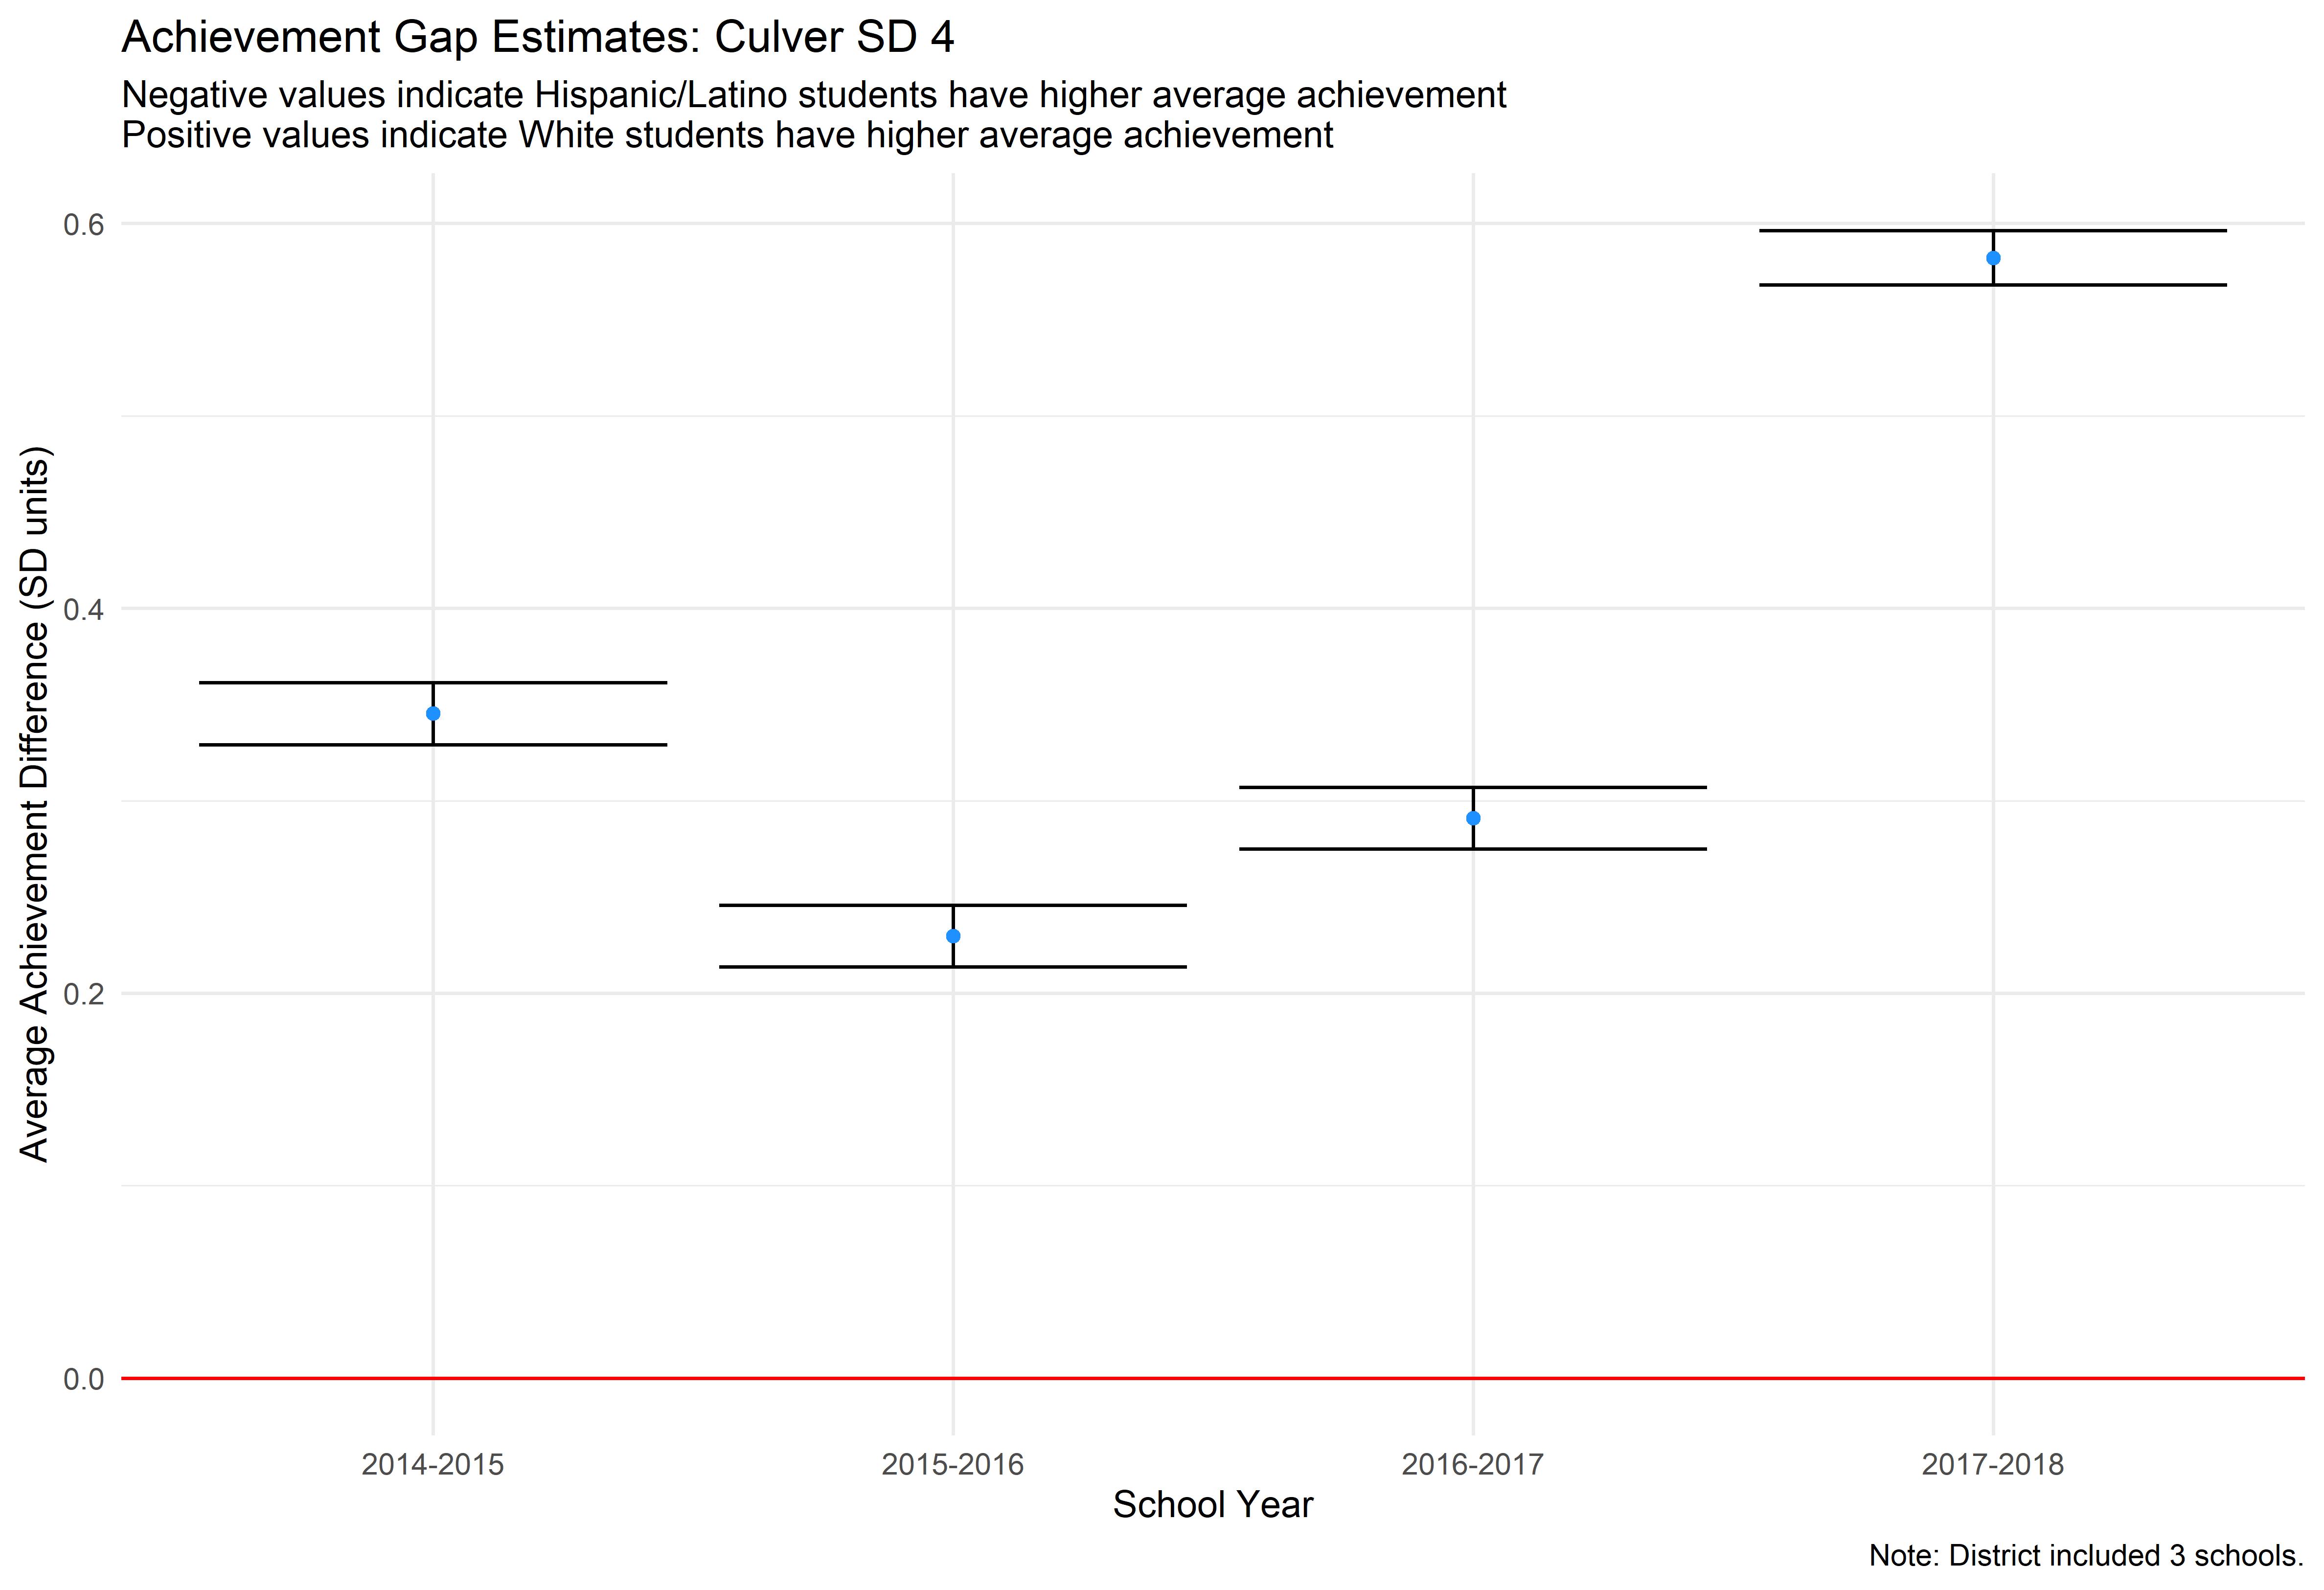 Achievement Gap Estimates: Culver SD 4
Negative values indicate Hispanic/Latino students have higher average achievement
Positive values indicate White students have higher average achievement
Average Achievement Difference (SD units)
0.6
0.4
0.2
0.0
2014-2015
2015-2016
2016-2017
2017-2018
School Year
Note: District included 3 schools.